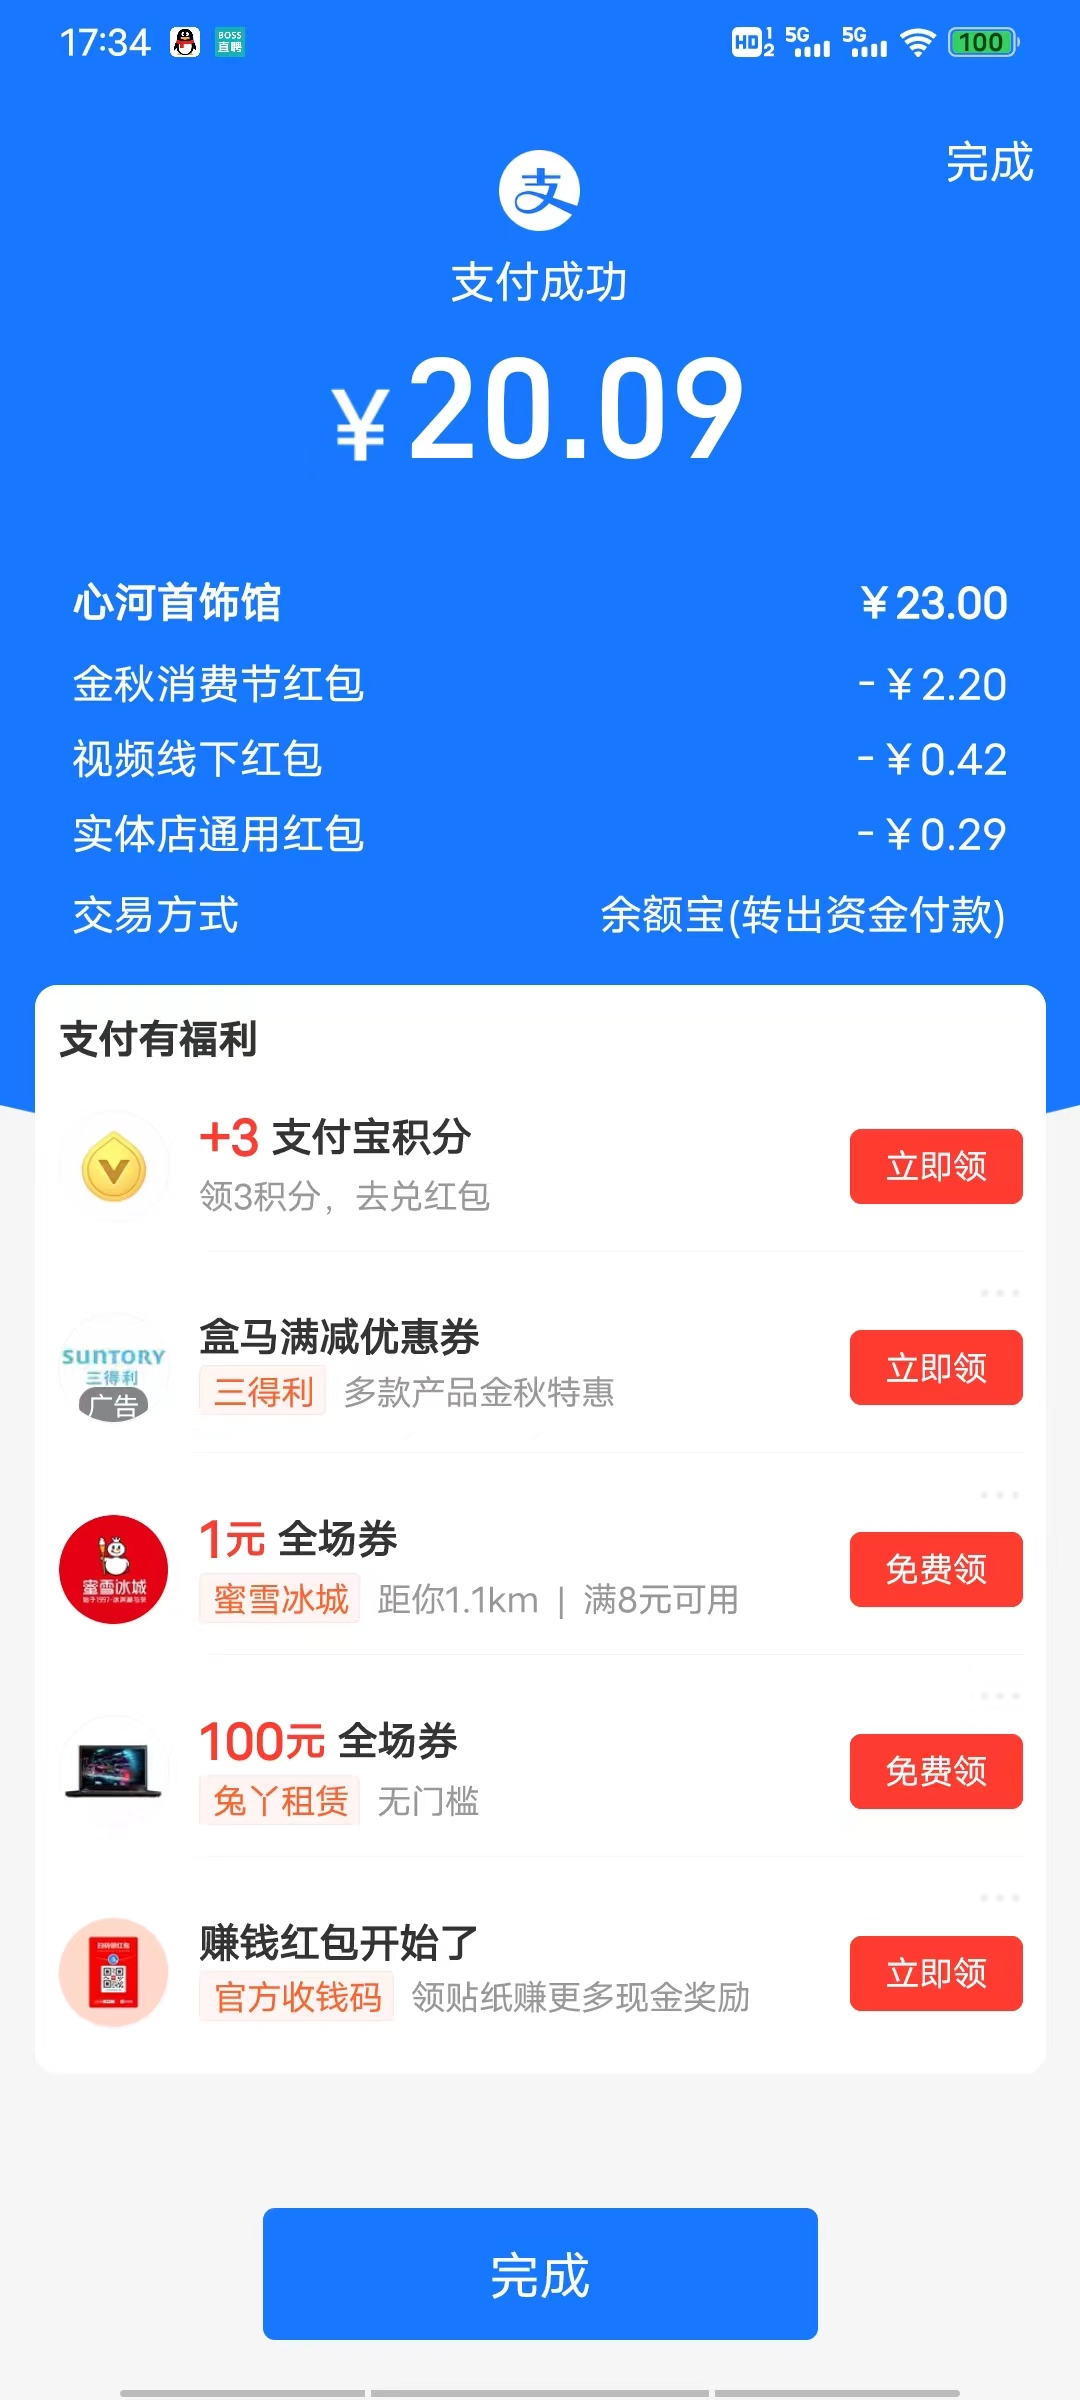 17:34
BOSS
直聘
HD 1 2 5G 5G 100
完成
支
支付成功
¥20.09
心河首饰馆 ¥23.00
金秋消费节红包 -¥2.20
视频线下红包 -¥0.42
实体店通用红包 -¥0.29
交易方式 余额宝(转出资金付款)
支付有福利
+3 支付宝积分
领3积分，去兑红包
立即领
盒马满减优惠券
SUNTORY
三得利
广告
三得利 多款产品金秋特惠
立即领
1元 全场券
蜜雪冰城
蜜雪冰城 距你1.1km | 满8元可用
免费领
100元 全场券
兔丫租赁 无门槛
免费领
赚钱红包开始了
官方收钱码 领贴纸赚更多现金奖励
立即领
完成